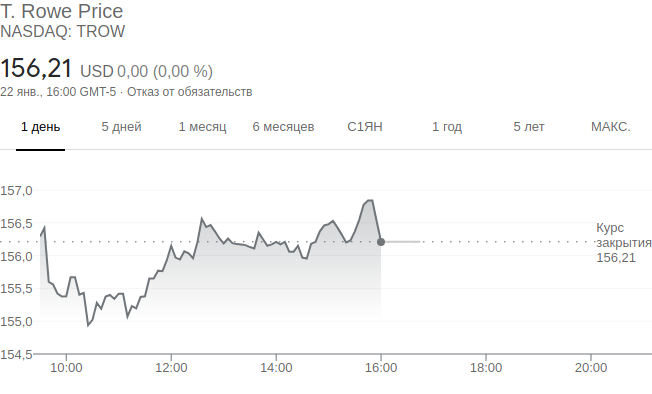 T. Rowe Price
NASDAQ: TROW
156,21 USD 0,00 (0,00 %)
22 янв., 16:00 GMT-5 · Отказ от обязательств
1 день 5 дней 1 месяц 6 месяцев С1ЯН 1 год 5 лет МАКС.
157,0
156,5
Курс
закрытия
156,21
156,0
155,5
155,0
154,5
10:00 12:00 14:00 16:00 18:00 20:00